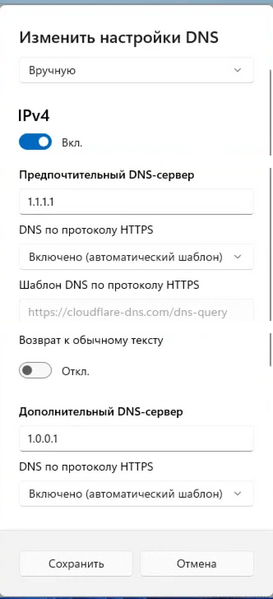 Изменить настройки DNS
Вручную
IPv4
Вкл.
Предпочтительный DNS-сервер
1.1.1.1
DNS по протоколу HTTPS
Включено (автоматический шаблон)
Шаблон DNS по протоколу HTTPS
https://cloudflare-dns.com/dns-query
Возврат к обычному тексту
Откл.
Дополнительный DNS-сервер
1.0.0.1
DNS по протоколу HTTPS
Включено (автоматический шаблон)
Сохранить
Отмена